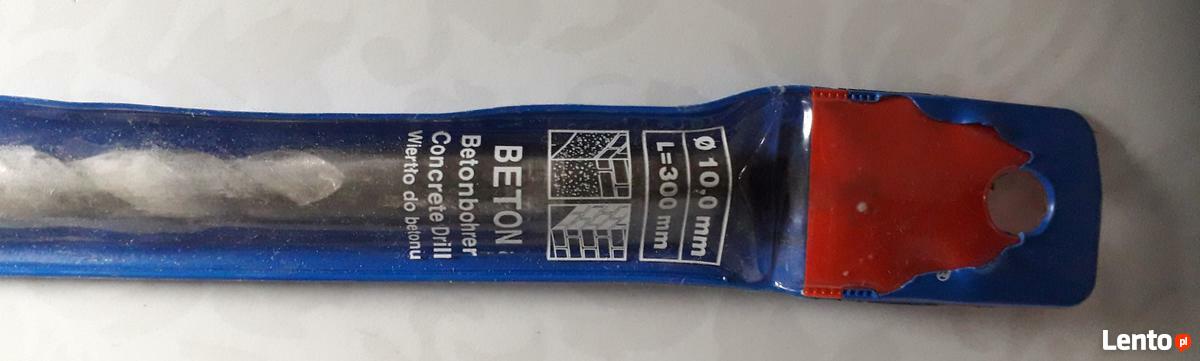 Ø 10,0 mm
L=300 mm
BETON
Betonbohrer
Concrete Drill
Wiertło do betonu
®
Lento.pl